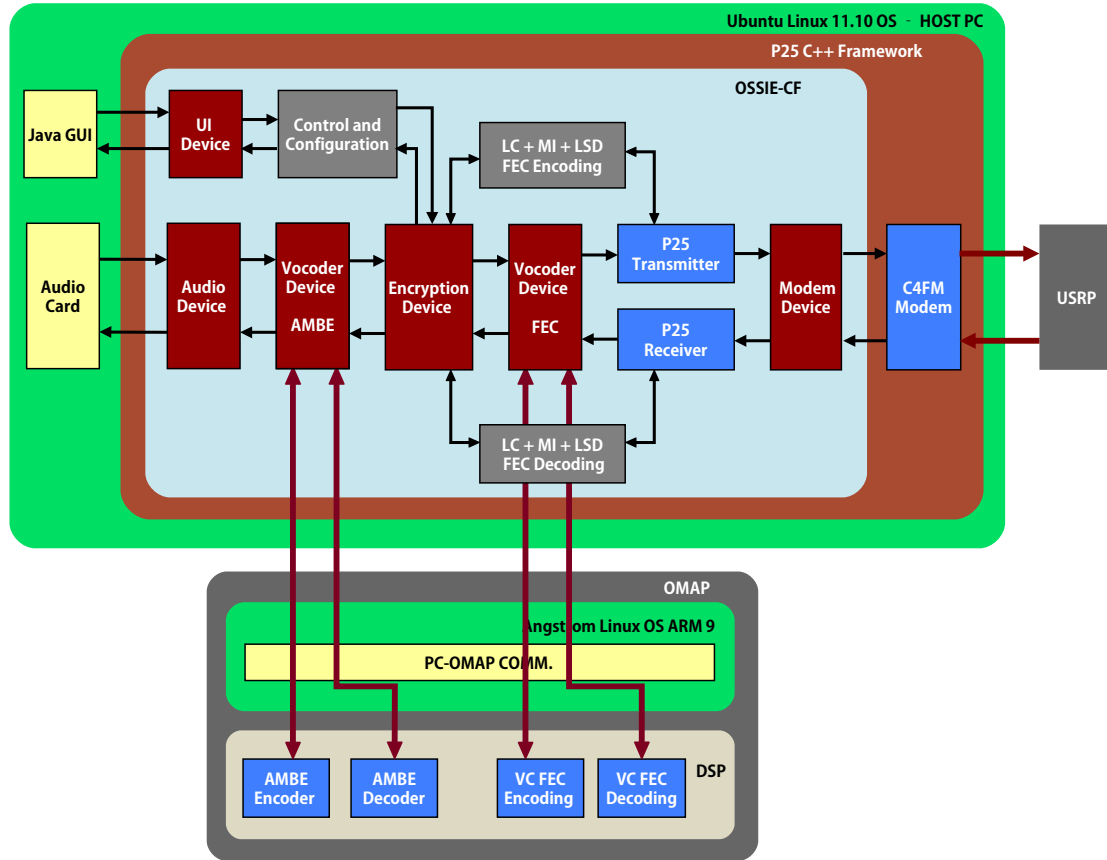 Ubuntu Linux 11.10 OS - HOST PC
P25 C++ Framework
OSSIE-CF
Java GUI
UI
Device
Control and
Configuration
LC + MI + LSD
FEC Encoding
Audio
Card
Audio
Device
Vocoder
Device
AMBE
Encryption
Device
Vocoder
Device
FEC
P25
Transmitter
P25
Receiver
Modem
Device
C4FM
Modem
USRP
LC + MI + LSD
FEC Decoding
OMAP
Angstrom Linux OS ARM 9
PC-OMAP COMM.
DSP
AMBE
Encoder
AMBE
Decoder
VC FEC
Encoding
VC FEC
Decoding